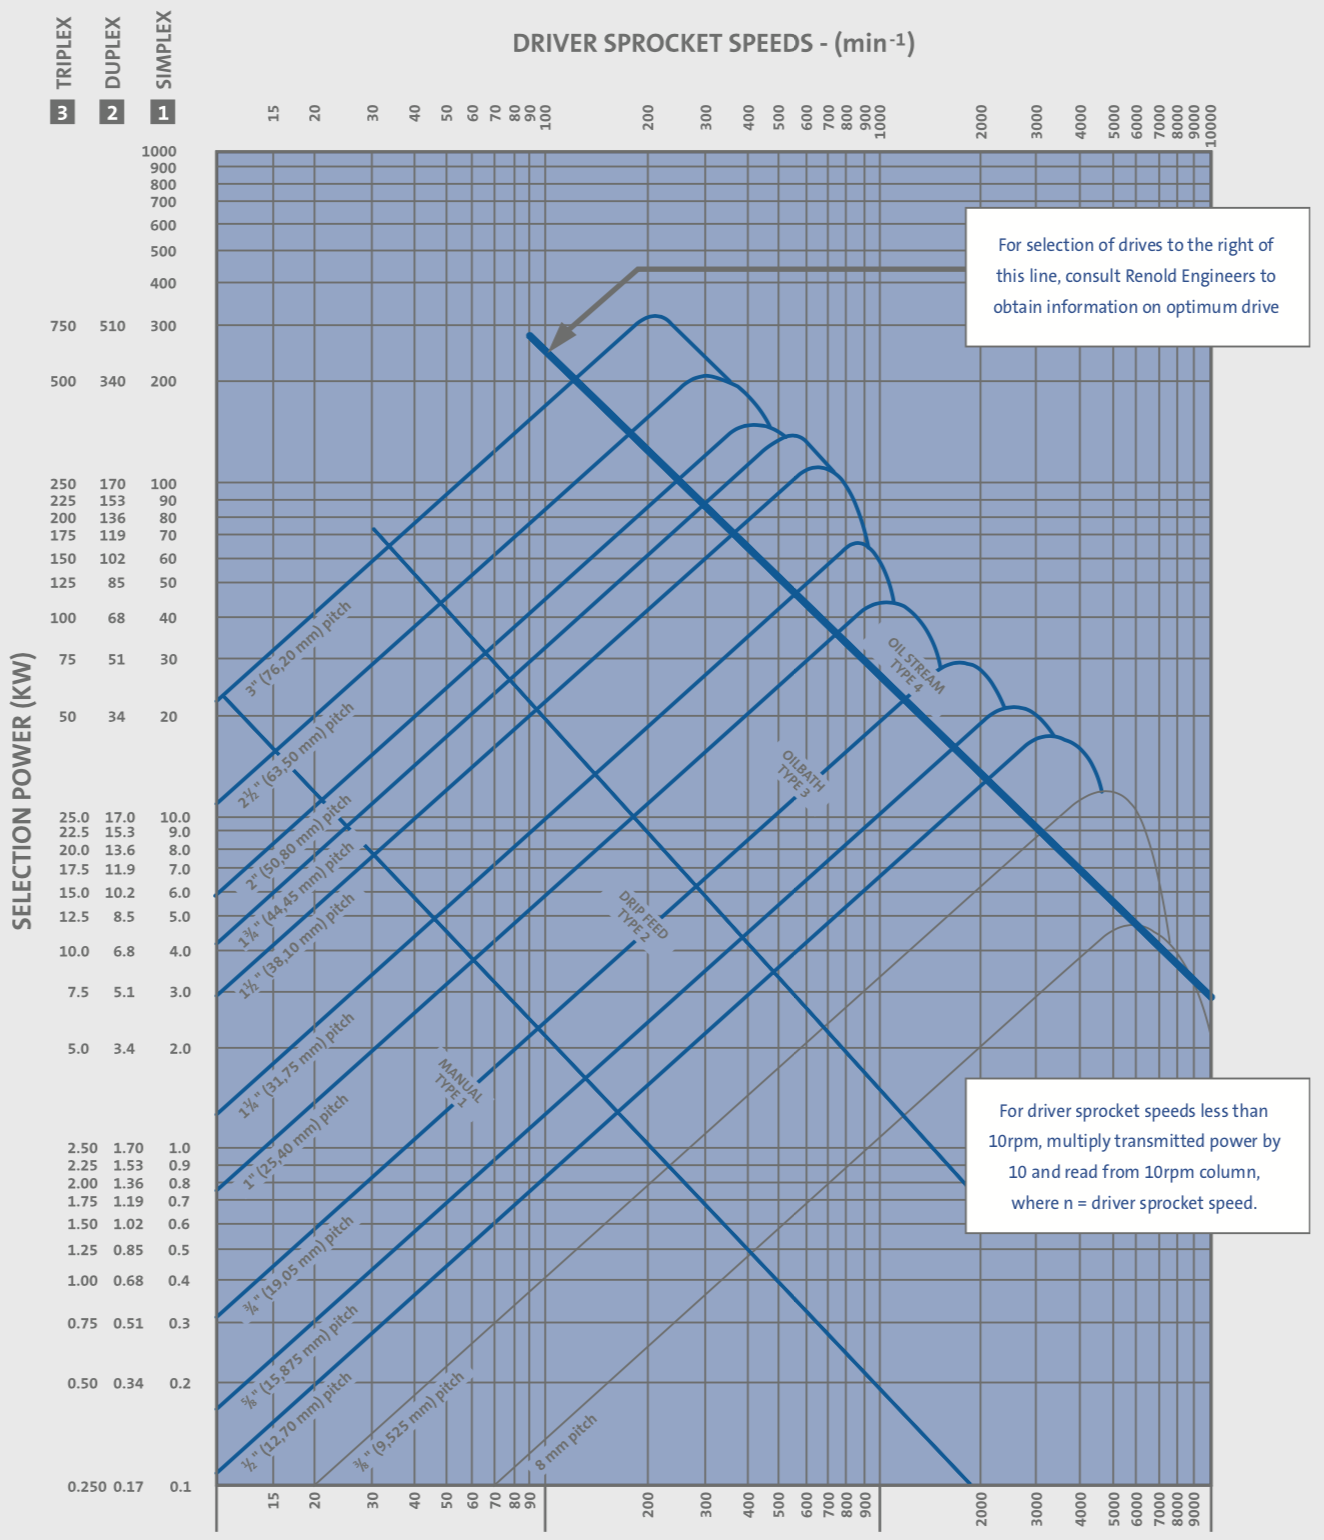 DRIVER SPROCKET SPEEDS - (min-1)
TRIPLEX DUPLEX SIMPLEX
3 2 1
15 20 30 40 50 60 70 80 90 100 200 300 400 500 600 700 800 900 1000 2000 3000 4000 5000 6000 7000 8000 9000 10000
SELECTION POWER (KW)
1000
900
800
700
600
500
400
750 510 300
500 340 200
250 170 100
225 153 90
200 136 80
175 119 70
150 102 60
125 85 50
100 68 40
75 51 30
50 34 20
25.0 17.0 10.0
22.5 15.3 9.0
20.0 13.6 8.0
17.5 11.9 7.0
15.0 10.2 6.0
12.5 8.5 5.0
10.0 6.8 4.0
7.5 5.1 3.0
5.0 3.4 2.0
2.50 1.70 1.0
2.25 1.53 0.9
2.00 1.36 0.8
1.75 1.19 0.7
1.50 1.02 0.6
1.25 0.85 0.5
1.00 0.68 0.4
0.75 0.51 0.3
0.50 0.34 0.2
0.250 0.17 0.1
For selection of drives to the right of
this line, consult Renold Engineers to
obtain information on optimum drive
3" (76,20 mm) pitch
2½" (63,50 mm) pitch
2" (50,80 mm) pitch
1¾" (44,45 mm) pitch
1½" (38,10 mm) pitch
1¼" (31,75 mm) pitch
1" (25,40 mm) pitch
¾" (19,05 mm) pitch
⅝" (15,875 mm) pitch
½" (12,70 mm) pitch
⅜" (9,525 mm) pitch
8 mm pitch
OIL STREAM
TYPE 4
OILBATH
TYPE 3
DRIP FEED
TYPE 2
MANUAL
TYPE 1
For driver sprocket speeds less than
10rpm, multiply transmitted power by
10 and read from 10rpm column,
where n = driver sprocket speed.
15 20 30 40 50 60 70 80 90 200 300 400 500 600 700 800 900 2000 3000 4000 5000 6000 7000 8000 9000